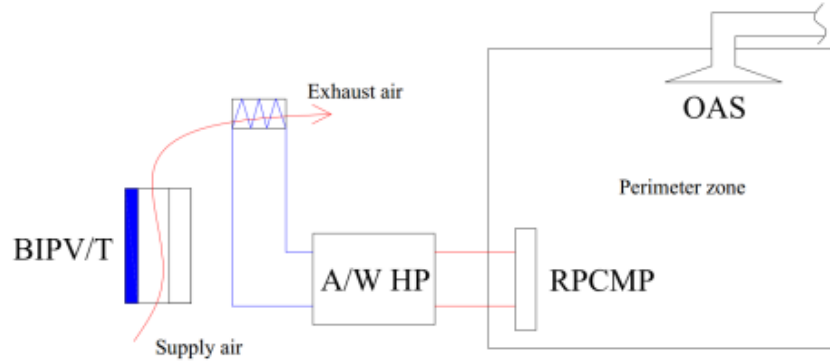 Exhaust air
OAS
Perimeter zone
BIPV/T
A/W HP
RPCMP
Supply air